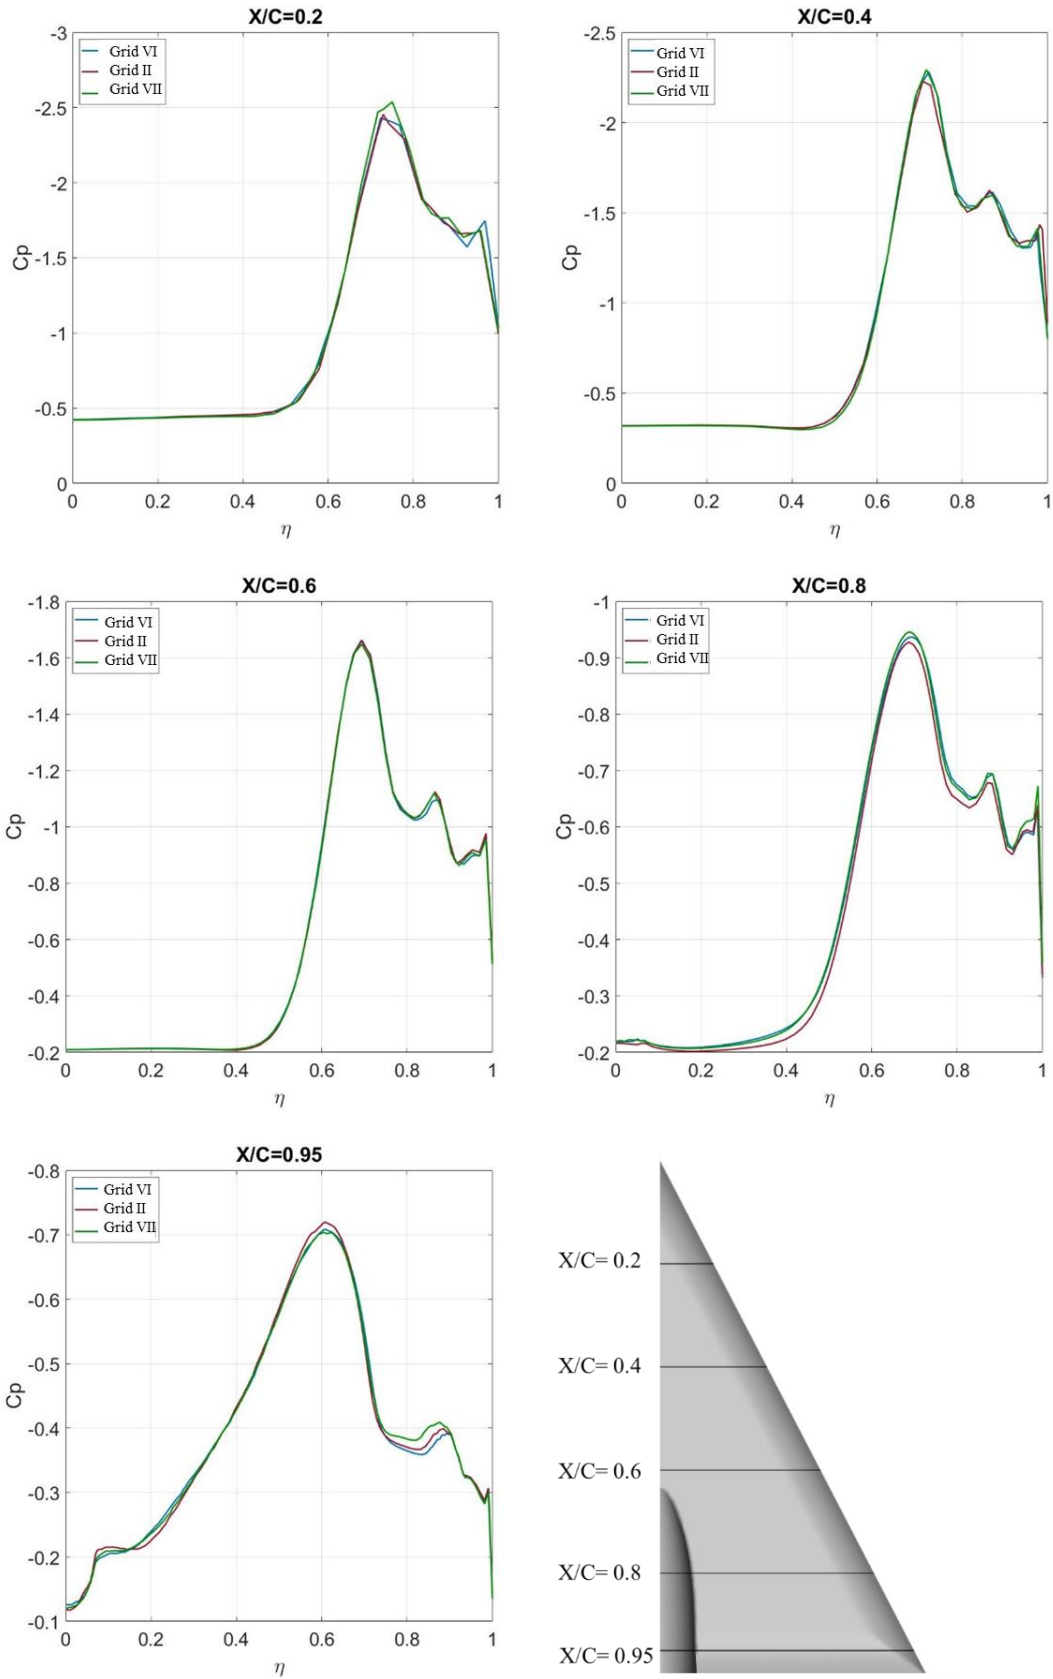 X/C=0.2
Grid VI
Grid II
Grid VII
-3
-2.5
-2
-1.5
-1
-0.5
0
Cp
0 0.2 0.4 0.6 0.8 1
η
X/C=0.4
Grid VI
Grid II
Grid VII
-2.5
-2
-1.5
-1
-0.5
0
Cp
0 0.2 0.4 0.6 0.8 1
η
X/C=0.6
Grid VI
Grid II
Grid VII
-1.8
-1.6
-1.4
-1.2
-1
-0.8
-0.6
-0.4
-0.2
Cp
0 0.2 0.4 0.6 0.8 1
η
X/C=0.8
Grid VI
Grid II
Grid VII
-1
-0.9
-0.8
-0.7
-0.6
-0.5
-0.4
-0.3
-0.2
Cp
0 0.2 0.4 0.6 0.8 1
η
X/C=0.95
Grid VI
Grid II
Grid VII
-0.8
-0.7
-0.6
-0.5
-0.4
-0.3
-0.2
-0.1
Cp
0 0.2 0.4 0.6 0.8 1
η
X/C= 0.2
X/C= 0.4
X/C= 0.6
X/C= 0.8
X/C= 0.95